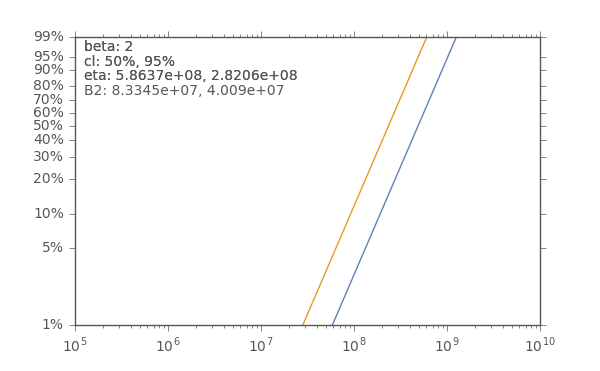 99%
beta: 2
cl: 50%, 95%
95%
eta: 5.8637e+08, 2.8206e+08
90%
B2: 8.3345e+07, 4.009e+07
80%
70%
60%
50%
40%
30%
20%
10%
5%
1%
10^5 10^6 10^7 10^8 10^9 10^10